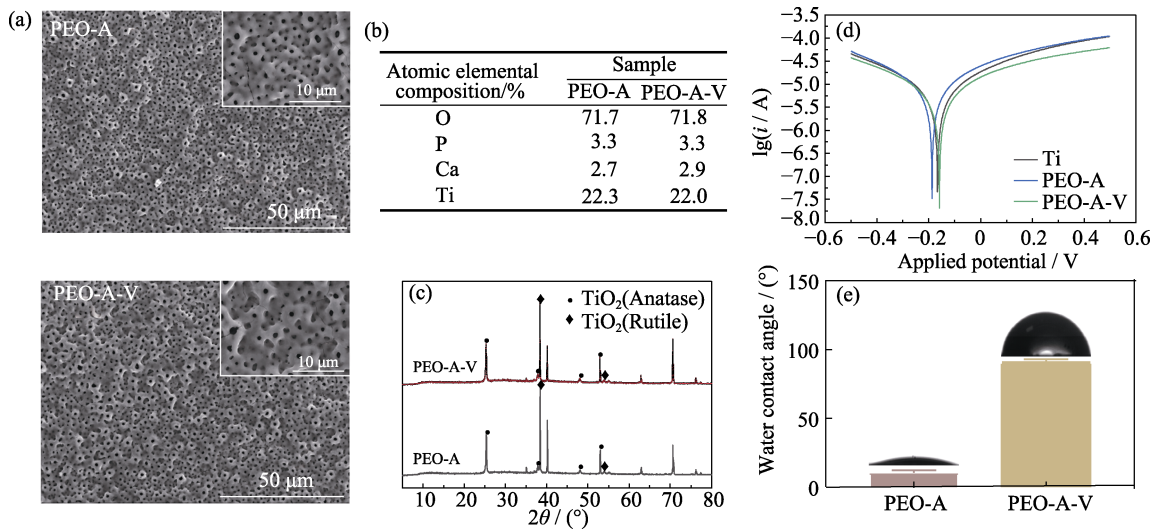 (a)
PEO-A
10 μm
50 μm
PEO-A-V
10 μm
50 μm
(b)
Atomic elemental composition/% Sample
PEO-A PEO-A-V
O 71.7 71.8
P 3.3 3.3
Ca 2.7 2.9
Ti 22.3 22.0
(c)
TiO₂(Anatase)
TiO₂(Rutile)
PEO-A-V
PEO-A
5 10 20 30 40 50 60 70 80
2θ / (°)
(d)
lg(i / A)
−3.5
−4.0
−4.5
−5.0
−5.5
−6.0
−6.5
−7.0
−7.5
−8.0
Ti
PEO-A
PEO-A-V
−0.6 −0.4 −0.2 0 0.2 0.4 0.6
Applied potential / V
(e)
Water contact angle / (°)
150
100
50
0
PEO-A PEO-A-V